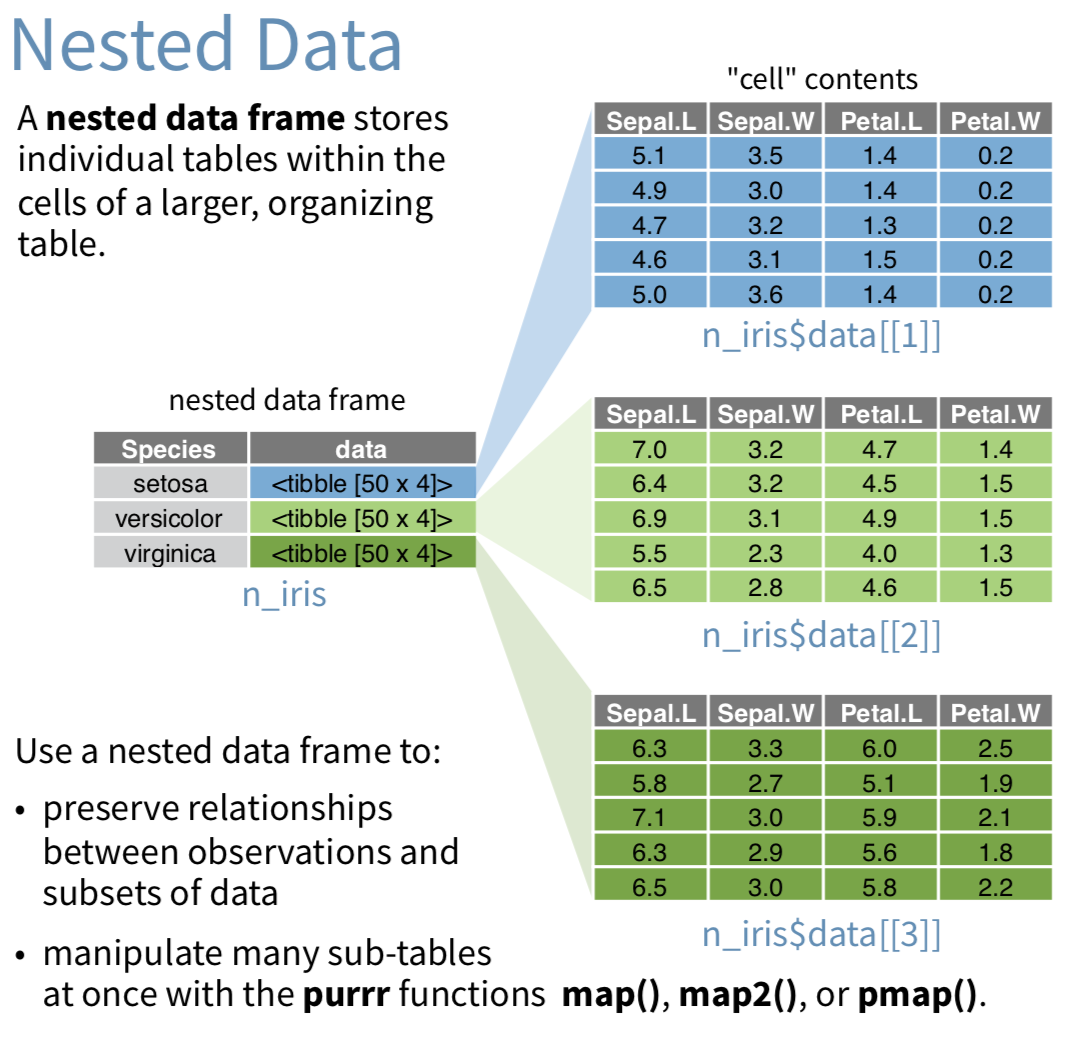 Nested Data
A nested data frame stores
individual tables within the
cells of a larger, organizing
table.
"cell" contents
Sepal.L Sepal.W Petal.L Petal.W
5.1 3.5 1.4 0.2
4.9 3.0 1.4 0.2
4.7 3.2 1.3 0.2
4.6 3.1 1.5 0.2
5.0 3.6 1.4 0.2
n_iris$data[[1]]
nested data frame
Species data
setosa <tibble [50 x 4]>
versicolor <tibble [50 x 4]>
virginica <tibble [50 x 4]>
n_iris
Sepal.L Sepal.W Petal.L Petal.W
7.0 3.2 4.7 1.4
6.4 3.2 4.5 1.5
6.9 3.1 4.9 1.5
5.5 2.3 4.0 1.3
6.5 2.8 4.6 1.5
n_iris$data[[2]]
Sepal.L Sepal.W Petal.L Petal.W
6.3 3.3 6.0 2.5
5.8 2.7 5.1 1.9
7.1 3.0 5.9 2.1
6.3 2.9 5.6 1.8
6.5 3.0 5.8 2.2
n_iris$data[[3]]
Use a nested data frame to:
• preserve relationships
between observations and
subsets of data
• manipulate many sub-tables
at once with the purrr functions map(), map2(), or pmap().